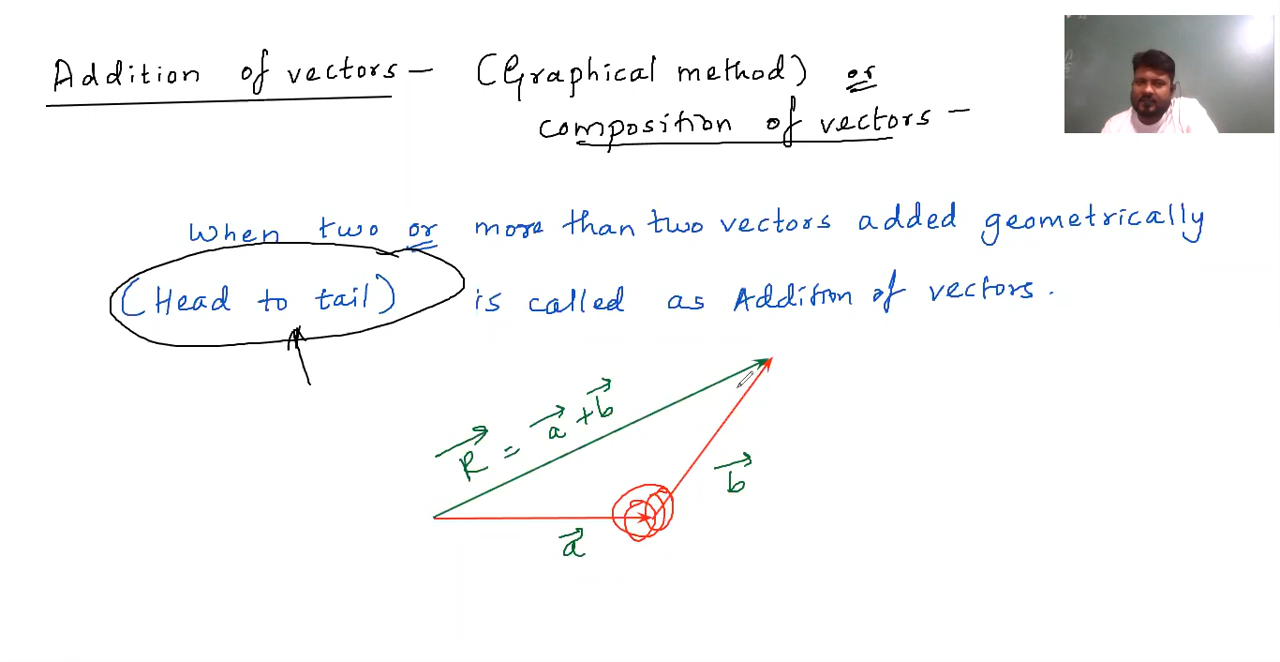 Addition of vectors - (Graphical method) or
composition of vectors -
when two or more than two vectors added geometrically
(Head to tail) is called as Addition of vectors.
R⃗ = a⃗ + b⃗
b⃗
a⃗